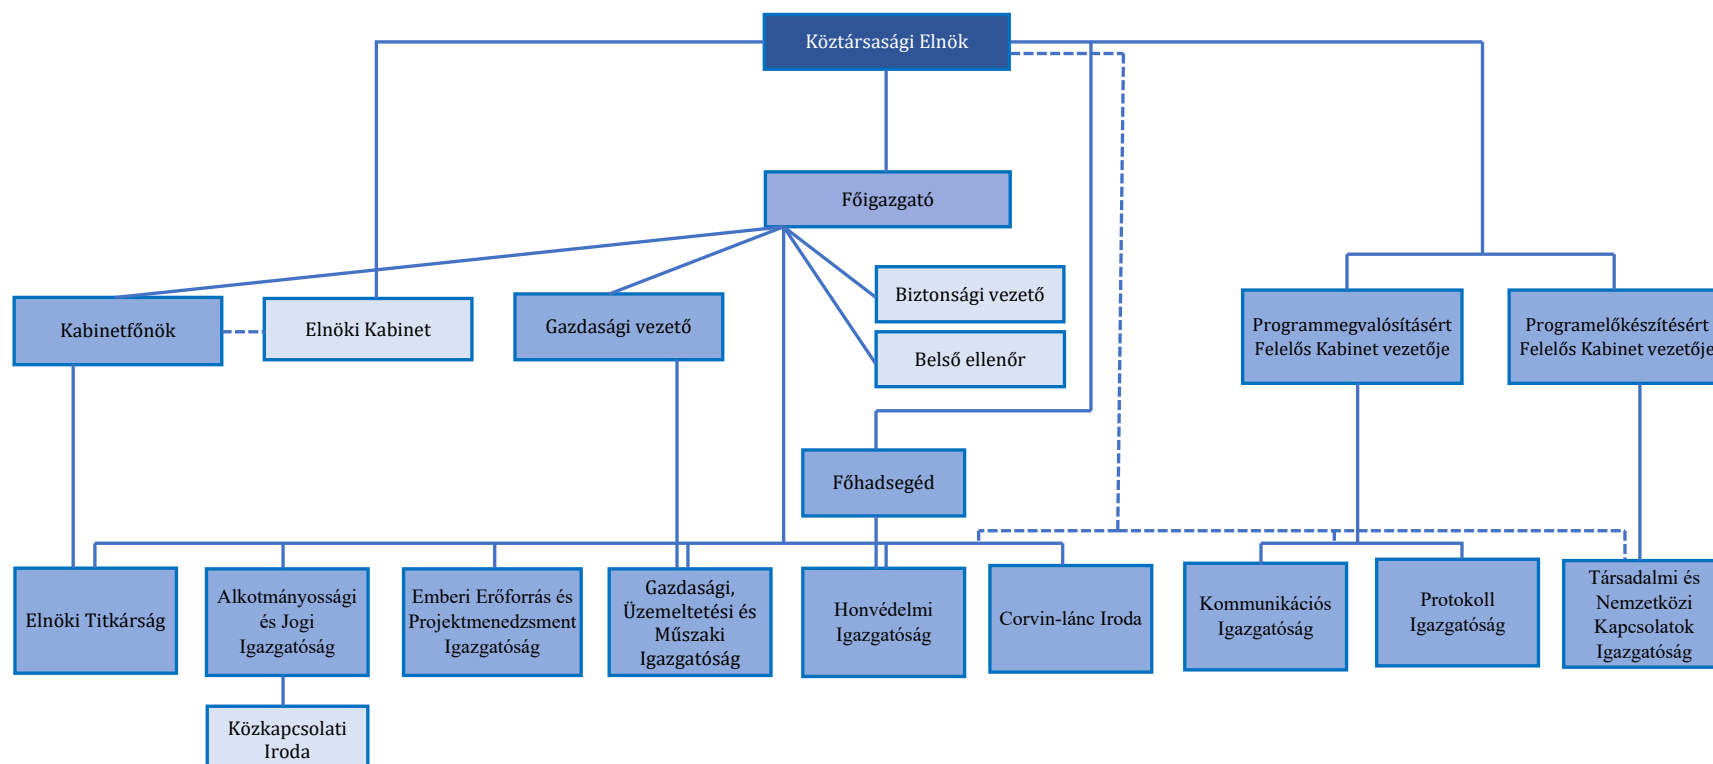 Köztársasági Elnök
Főigazgató
Kabinetfőnök
Elnöki Kabinet
Gazdasági vezető
Biztonsági vezető
Belső ellenőr
Programmegvalósításért
Felelős Kabinet vezetője
Programelőkészítésért
Felelős Kabinet vezetője
Főhadsegéd
Elnöki Titkárság
Alkotmányossági
és Jogi
Igazgatóság
Emberi Erőforrás és
Projektmenedzsment
Igazgatóság
Gazdasági,
Üzemeltetési és
Műszaki
Igazgatóság
Honvédelmi
Igazgatóság
Corvin-lánc Iroda
Kommunikációs
Igazgatóság
Protokoll
Igazgatóság
Társadalmi és
Nemzetközi
Kapcsolatok
Igazgatóság
Közkapcsolati
Iroda